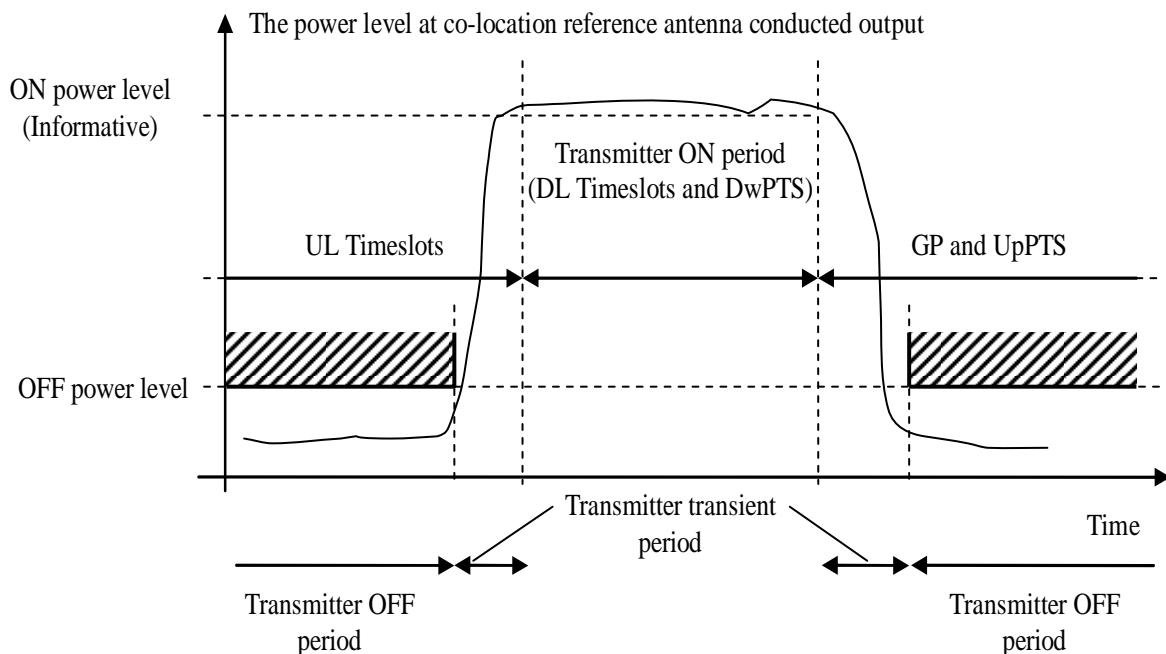 The power level at co-location reference antenna conducted output
ON power level
(Informative)
Transmitter ON period
(DL Timeslots and DwPTS)
UL Timeslots
GP and UpPTS
OFF power level
Transmitter transient
period
Time
Transmitter OFF
period
Transmitter OFF
period